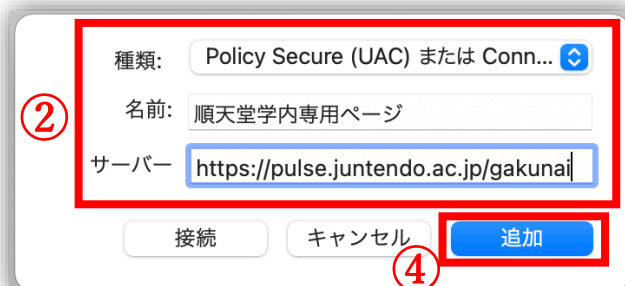 種類: Policy Secure (UAC) または Conn...
② 名前: 順天堂学内専用ページ
サーバー https://pulse.juntendo.ac.jp/gakunai
接続 キャンセル ④ 追加